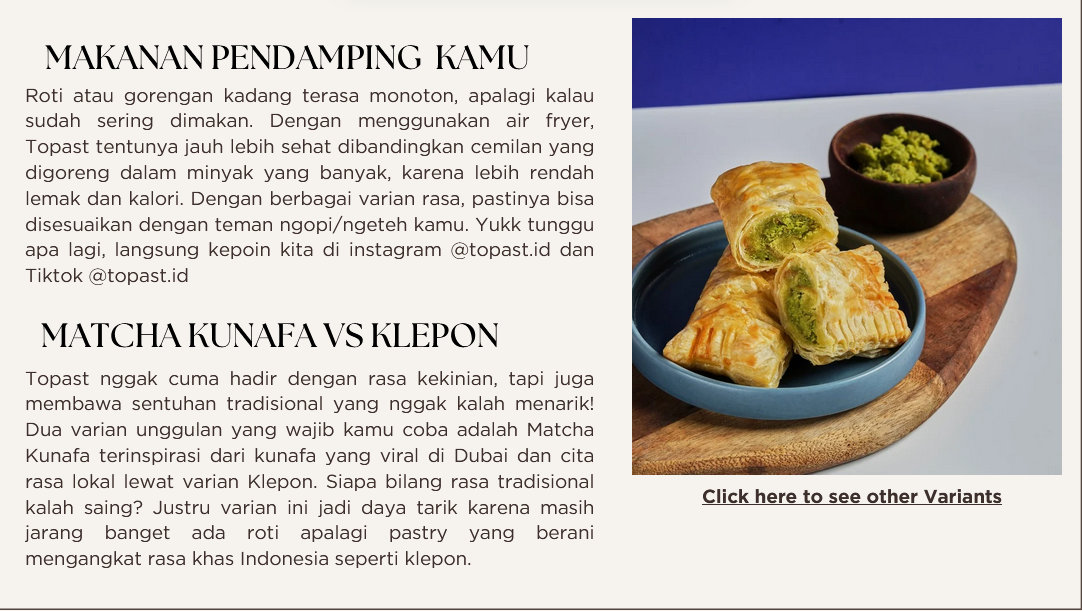 MAKANAN PENDAMPING KAMU
Roti atau gorengan kadang terasa monoton, apalagi kalau
sudah sering dimakan. Dengan menggunakan air fryer,
Topast tentunya jauh lebih sehat dibandingkan cemilan yang
digoreng dalam minyak yang banyak, karena lebih rendah
lemak dan kalori. Dengan berbagai varian rasa, pastinya bisa
disesuaikan dengan teman ngopi/ngeteh kamu. Yukk tunggu
apa lagi, langsung kepoin kita di instagram @topast.id dan
Tiktok @topast.id
MATCHA KUNAFA VS KLEPON
Topast nggak cuma hadir dengan rasa kekinian, tapi juga
membawa sentuhan tradisional yang nggak kalah menarik!
Dua varian unggulan yang wajib kamu coba adalah Matcha
Kunafa terinspirasi dari kunafa yang viral di Dubai dan cita
rasa lokal lewat varian Klepon. Siapa bilang rasa tradisional
kalah saing? Justru varian ini jadi daya tarik karena masih
jarang banget ada roti apalagi pastry yang berani
mengangkat rasa khas Indonesia seperti klepon.
Click here to see other Variants